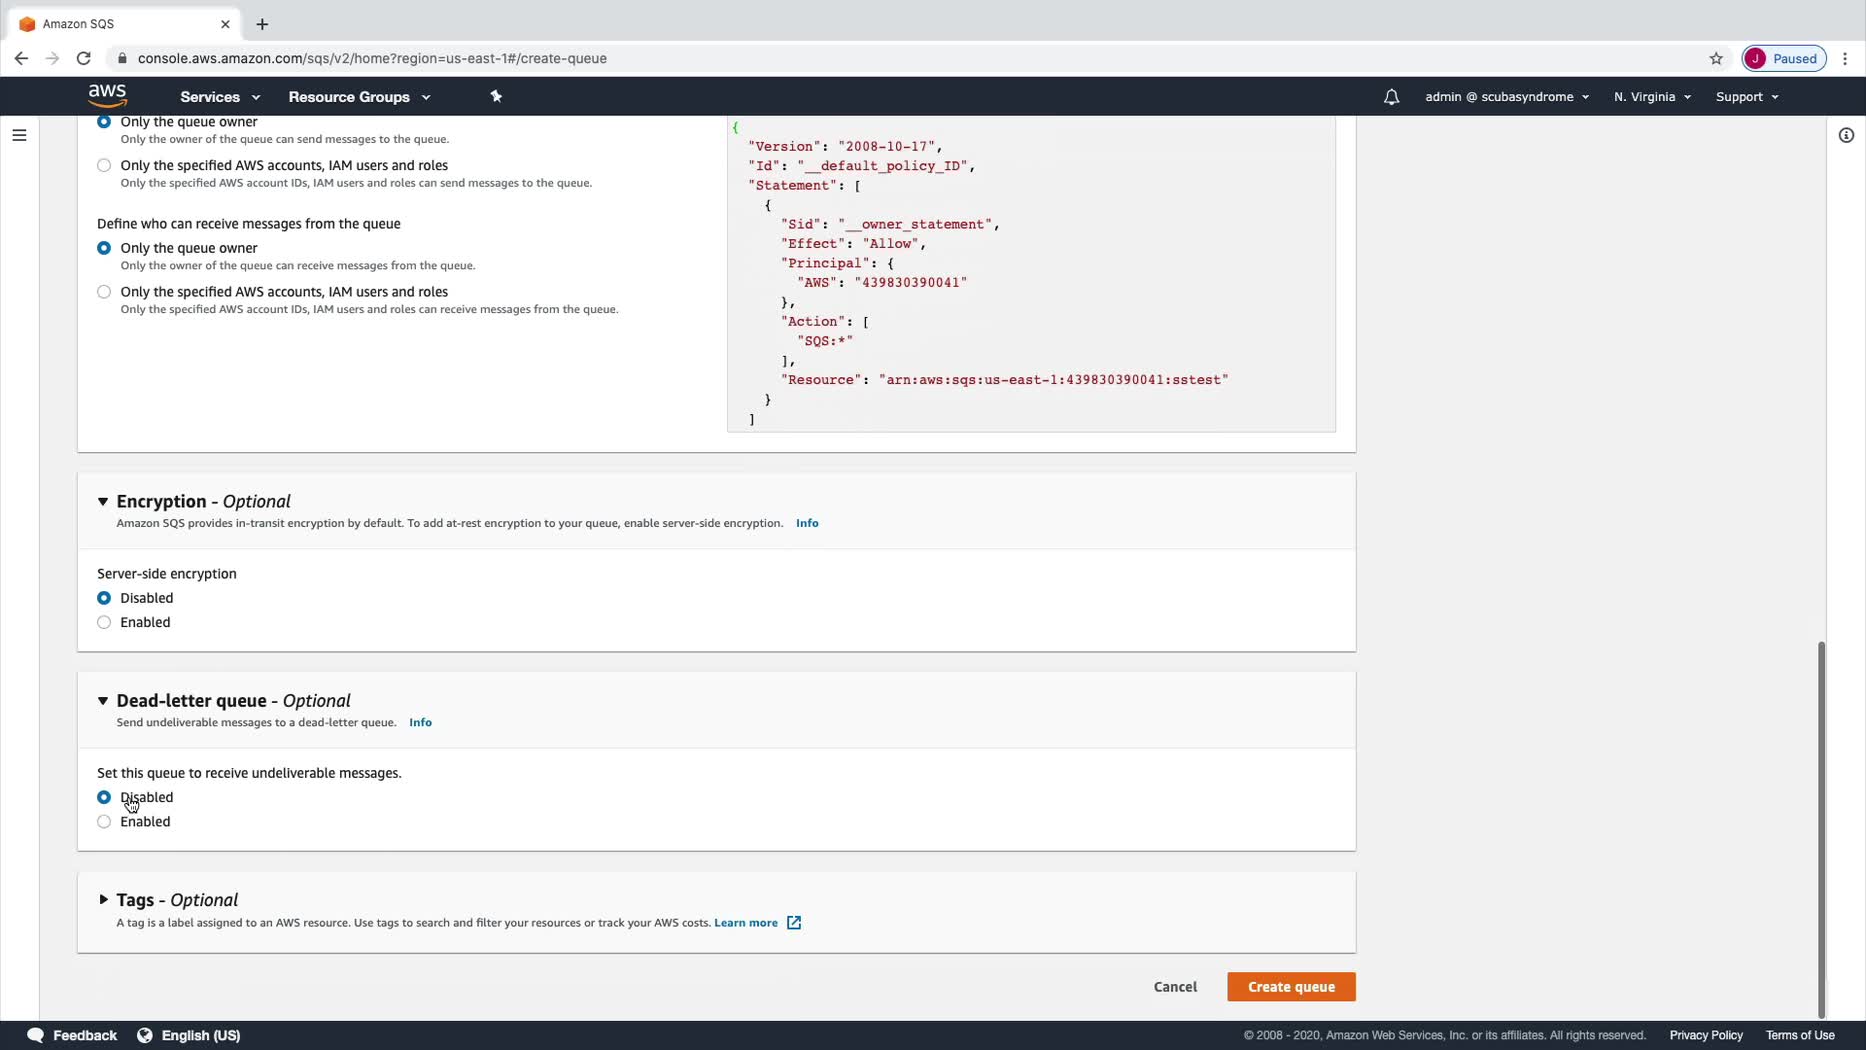 Amazon SQS
console.aws.amazon.com/sqs/v2/home?region=us-east-1#/create-queue
J Paused
aws Services Resource Groups admin @ scubasyndrome N. Virginia Support
Only the queue owner
Only the owner of the queue can send messages to the queue.
Only the specified AWS accounts, IAM users and roles
Only the specified AWS account IDs, IAM users and roles can send messages to the queue.
Define who can receive messages from the queue
Only the queue owner
Only the owner of the queue can receive messages from the queue.
Only the specified AWS accounts, IAM users and roles
Only the specified AWS account IDs, IAM users and roles can receive messages from the queue.
{
"Version": "2008-10-17",
"Id": "__default_policy_ID",
"Statement": [
{
"Sid": "__owner_statement",
"Effect": "Allow",
"Principal": {
"AWS": "439830390041"
},
"Action": [
"SQS:*"
],
"Resource": "arn:aws:sqs:us-east-1:439830390041:sstest"
}
]
Encryption - Optional
Amazon SQS provides in-transit encryption by default. To add at-rest encryption to your queue, enable server-side encryption. Info
Server-side encryption
Disabled
Enabled
Dead-letter queue - Optional
Send undeliverable messages to a dead-letter queue. Info
Set this queue to receive undeliverable messages.
Disabled
Enabled
Tags - Optional
A tag is a label assigned to an AWS resource. Use tags to search and filter your resources or track your AWS costs. Learn more
Cancel Create queue
Feedback English (US) © 2008 - 2020, Amazon Web Services, Inc. or its affiliates. All rights reserved. Privacy Policy Terms of Use